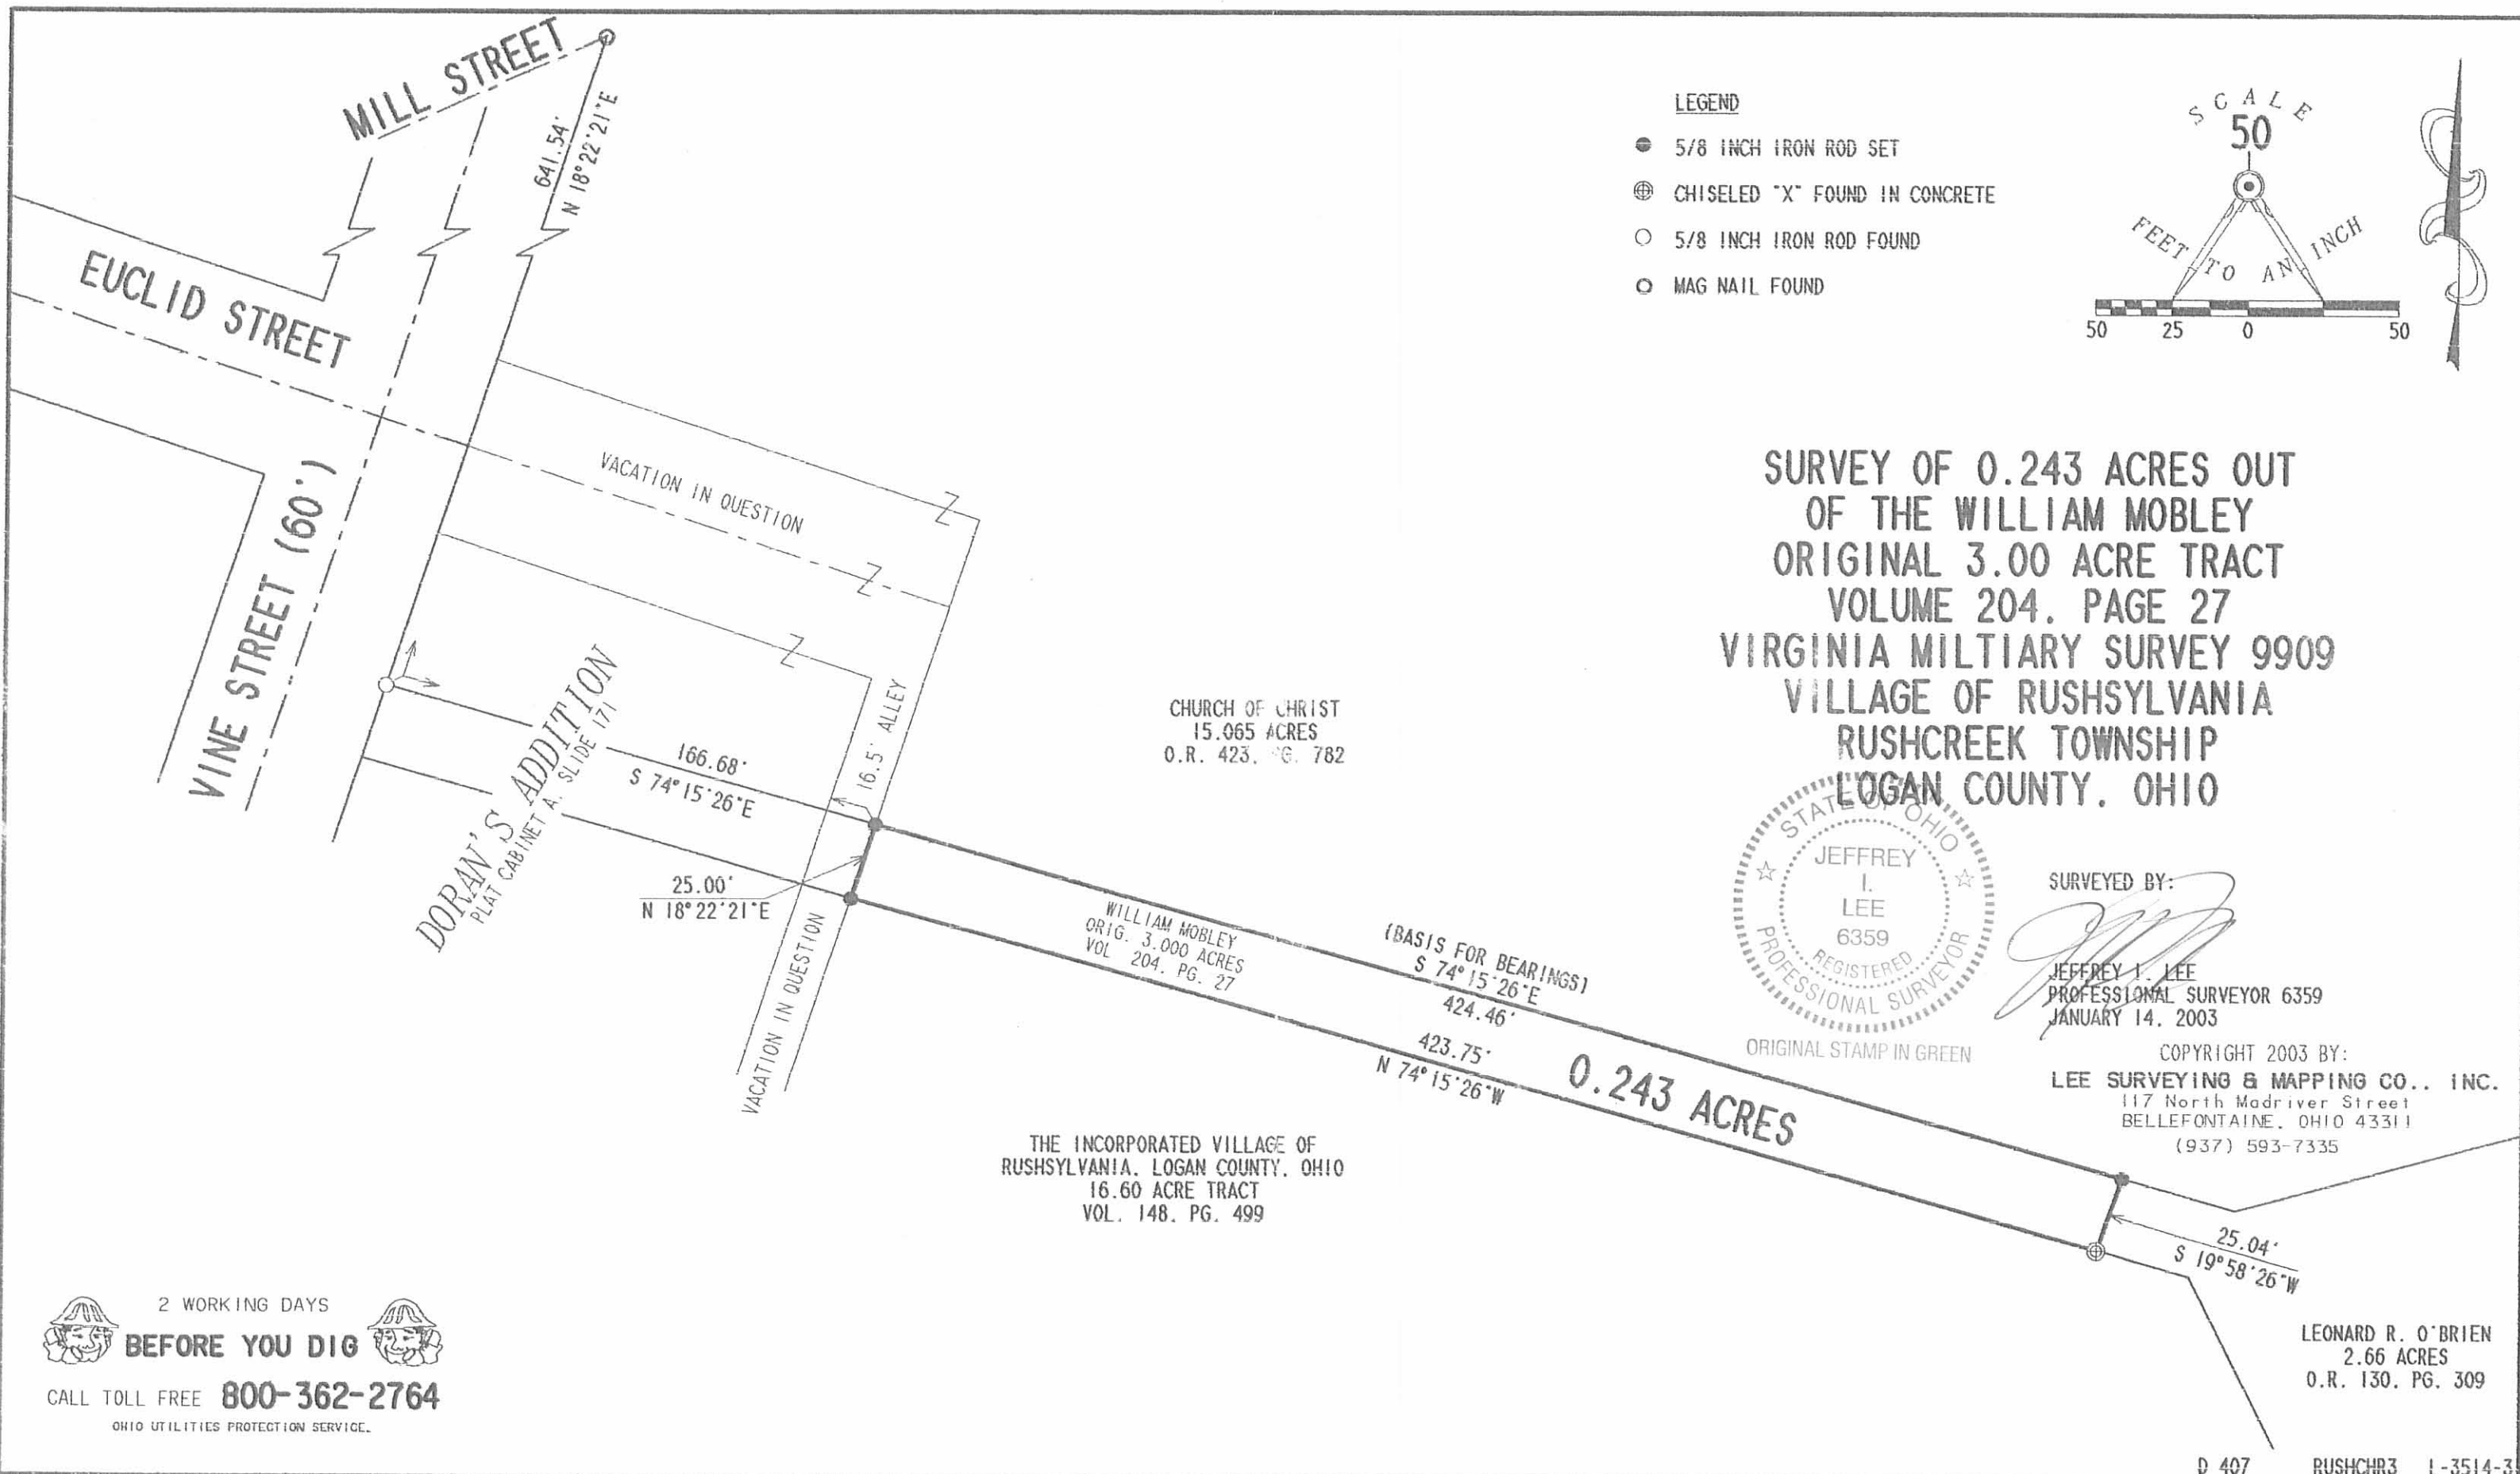 MILL STREET
641.54'
N 18°22'21"E
EUCLID STREET
VINE STREET (60')
VACATION IN QUESTION
DORAN'S ADDITION
PLAT CABINET A. SLIDE 171
166.68'
S 74°15'26"E
16.5' ALLEY
25.00'
N 18°22'21"E
VACATION IN QUESTION
CHURCH OF CHRIST
15.065 ACRES
O.R. 423. PG. 782
WILLIAM MOBLEY
ORIG. 3.000 ACRES
VOL 204. PG. 27
(BASIS FOR BEARINGS)
S 74°15'26"E
424.46'
423.75'
N 74°15'26"W
0.243 ACRES
THE INCORPORATED VILLAGE OF
RUSHSYLVANIA. LOGAN COUNTY. OHIO
16.60 ACRE TRACT
VOL. 148. PG. 499
25.04'
S 19°58'26"W
LEONARD R. O'BRIEN
2.66 ACRES
O.R. 130. PG. 309
LEGEND
5/8 INCH IRON ROD SET
CHISELED "X" FOUND IN CONCRETE
5/8 INCH IRON ROD FOUND
MAG NAIL FOUND
SCALE
50
FEET TO AN INCH
50 25 0 50
SURVEY OF 0.243 ACRES OUT
OF THE WILLIAM MOBLEY
ORIGINAL 3.00 ACRE TRACT
VOLUME 204. PAGE 27
VIRGINIA MILTIARY SURVEY 9909
VILLAGE OF RUSHSYLVANIA
RUSHCREEK TOWNSHIP
LOGAN COUNTY. OHIO
STATE OF OHIO
JEFFREY
I.
LEE
6359
REGISTERED
PROFESSIONAL SURVEYOR
ORIGINAL STAMP IN GREEN
SURVEYED BY:
JEFFREY I. LEE
PROFESSIONAL SURVEYOR 6359
JANUARY 14. 2003
COPYRIGHT 2003 BY:
LEE SURVEYING & MAPPING CO.. INC.
117 North Madriver Street
BELLEFONTAINE. OHIO 43311
(937) 593-7335
2 WORKING DAYS
BEFORE YOU DIG
CALL TOLL FREE 800-362-2764
OHIO UTILITIES PROTECTION SERVICE.
D 407 RUSHCHR3